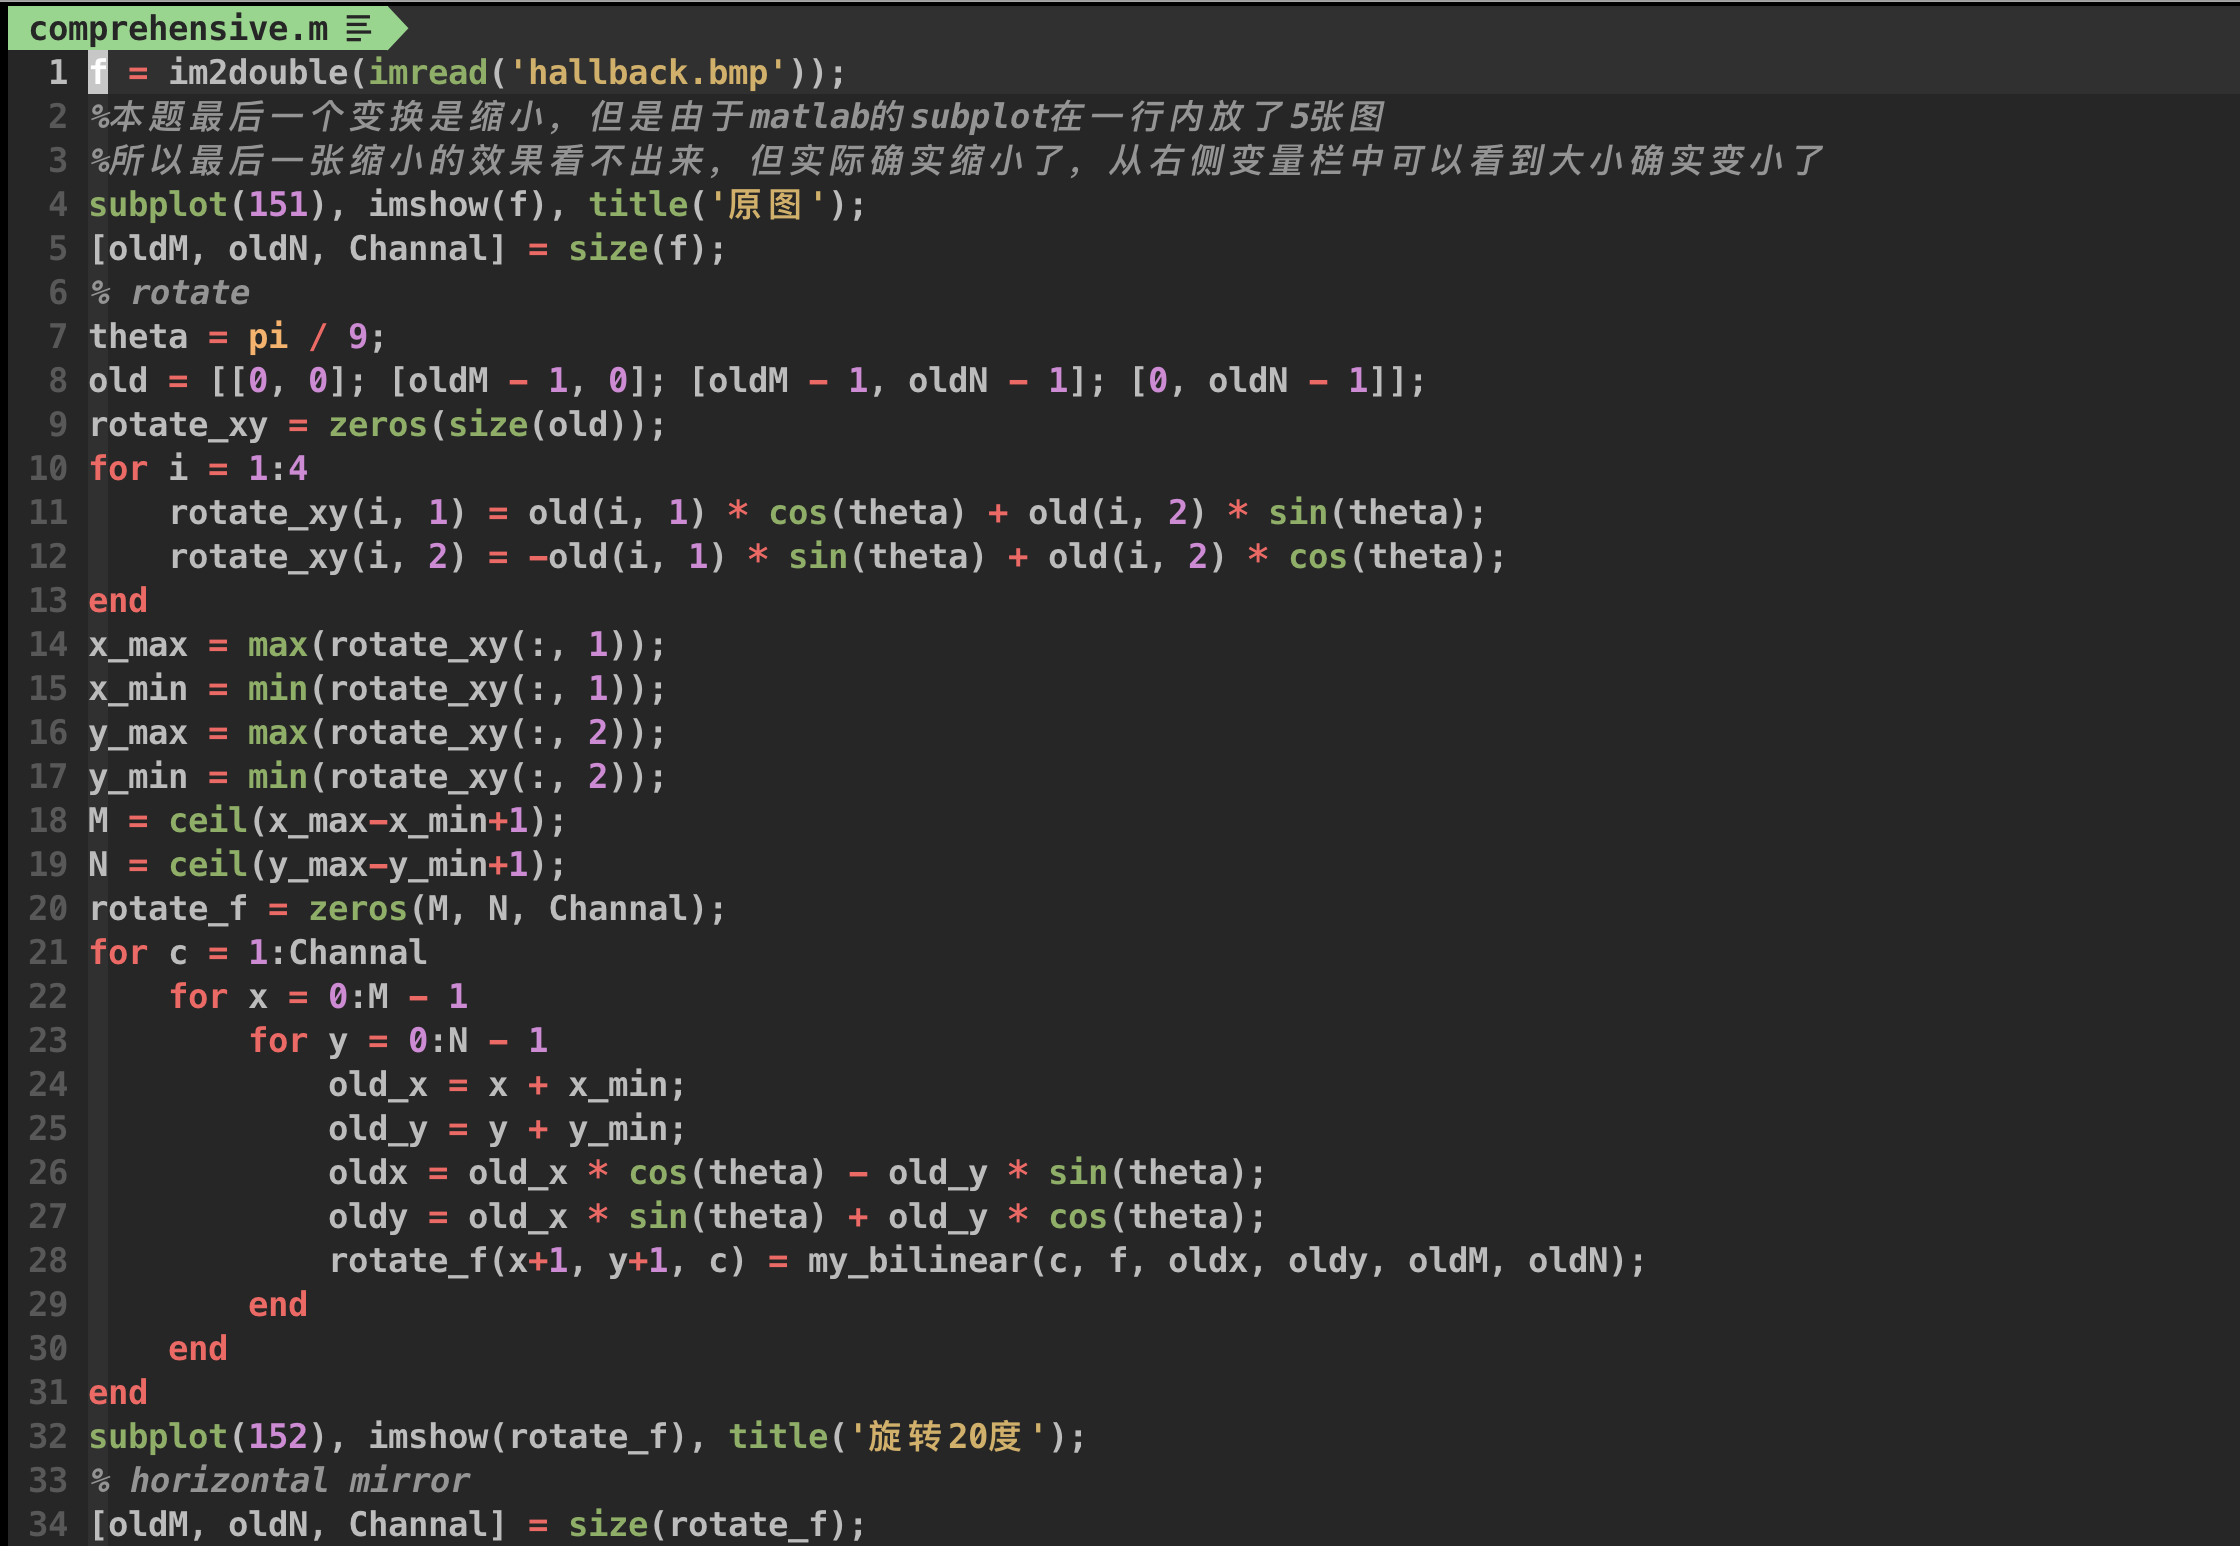 comprehensive.m
1 f = im2double(imread('hallback.bmp'));
2 %本题最后一个变换是缩小，但是由于matlab的subplot在一行内放了5张图
3 %所以最后一张缩小的效果看不出来，但实际确实缩小了，从右侧变量栏中可以看到大小确实变小了
4 subplot(151), imshow(f), title('原图');
5 [oldM, oldN, Channal] = size(f);
6 % rotate
7 theta = pi / 9;
8 old = [[0, 0]; [oldM - 1, 0]; [oldM - 1, oldN - 1]; [0, oldN - 1]];
9 rotate_xy = zeros(size(old));
10 for i = 1:4
11     rotate_xy(i, 1) = old(i, 1) * cos(theta) + old(i, 2) * sin(theta);
12     rotate_xy(i, 2) = -old(i, 1) * sin(theta) + old(i, 2) * cos(theta);
13 end
14 x_max = max(rotate_xy(:, 1));
15 x_min = min(rotate_xy(:, 1));
16 y_max = max(rotate_xy(:, 2));
17 y_min = min(rotate_xy(:, 2));
18 M = ceil(x_max-x_min+1);
19 N = ceil(y_max-y_min+1);
20 rotate_f = zeros(M, N, Channal);
21 for c = 1:Channal
22     for x = 0:M - 1
23         for y = 0:N - 1
24             old_x = x + x_min;
25             old_y = y + y_min;
26             oldx = old_x * cos(theta) - old_y * sin(theta);
27             oldy = old_x * sin(theta) + old_y * cos(theta);
28             rotate_f(x+1, y+1, c) = my_bilinear(c, f, oldx, oldy, oldM, oldN);
29         end
30     end
31 end
32 subplot(152), imshow(rotate_f), title('旋转20度');
33 % horizontal mirror
34 [oldM, oldN, Channal] = size(rotate_f);